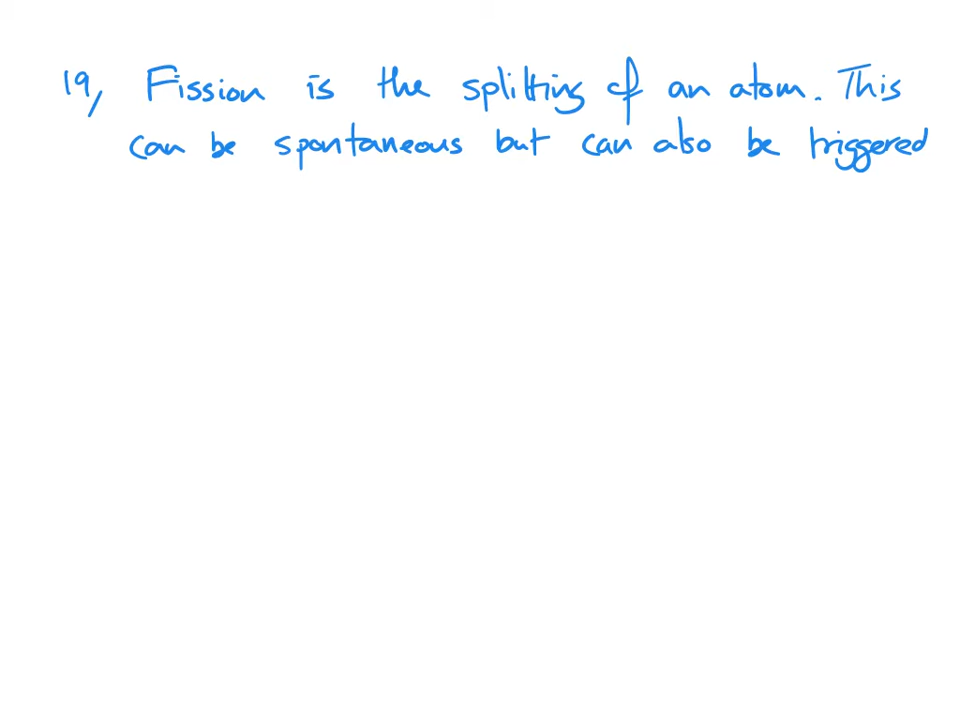 19, Fission is the splitting of an atom. This
can be spontaneous but can also be triggered